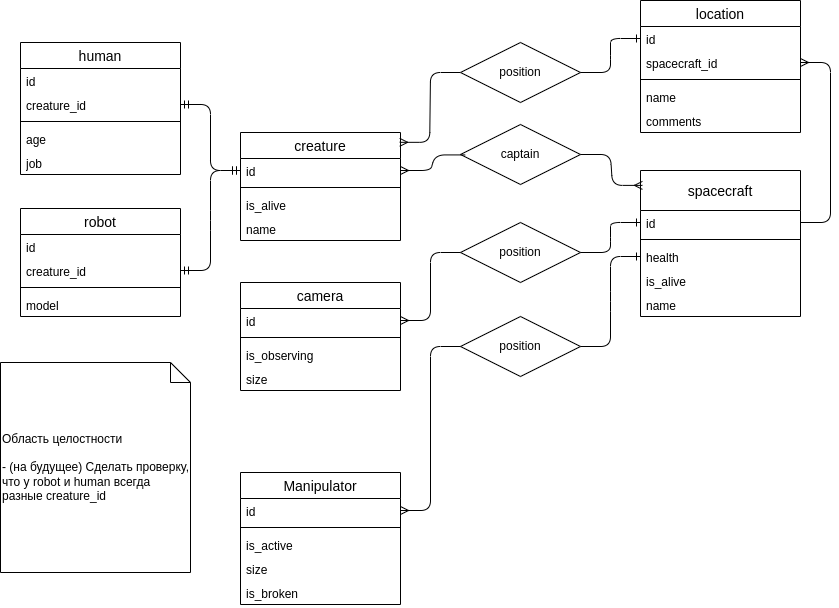 human
id
creature_id
age
job
robot
id
creature_id
model
Область целостности
- (на будущее) Сделать проверку,
что у robot и human всегда
разные creature_id
creature
id
is_alive
name
camera
id
is_observing
size
Manipulator
id
is_active
size
is_broken
position
captain
position
position
location
id
spacecraft_id
name
comments
spacecraft
id
health
is_alive
name